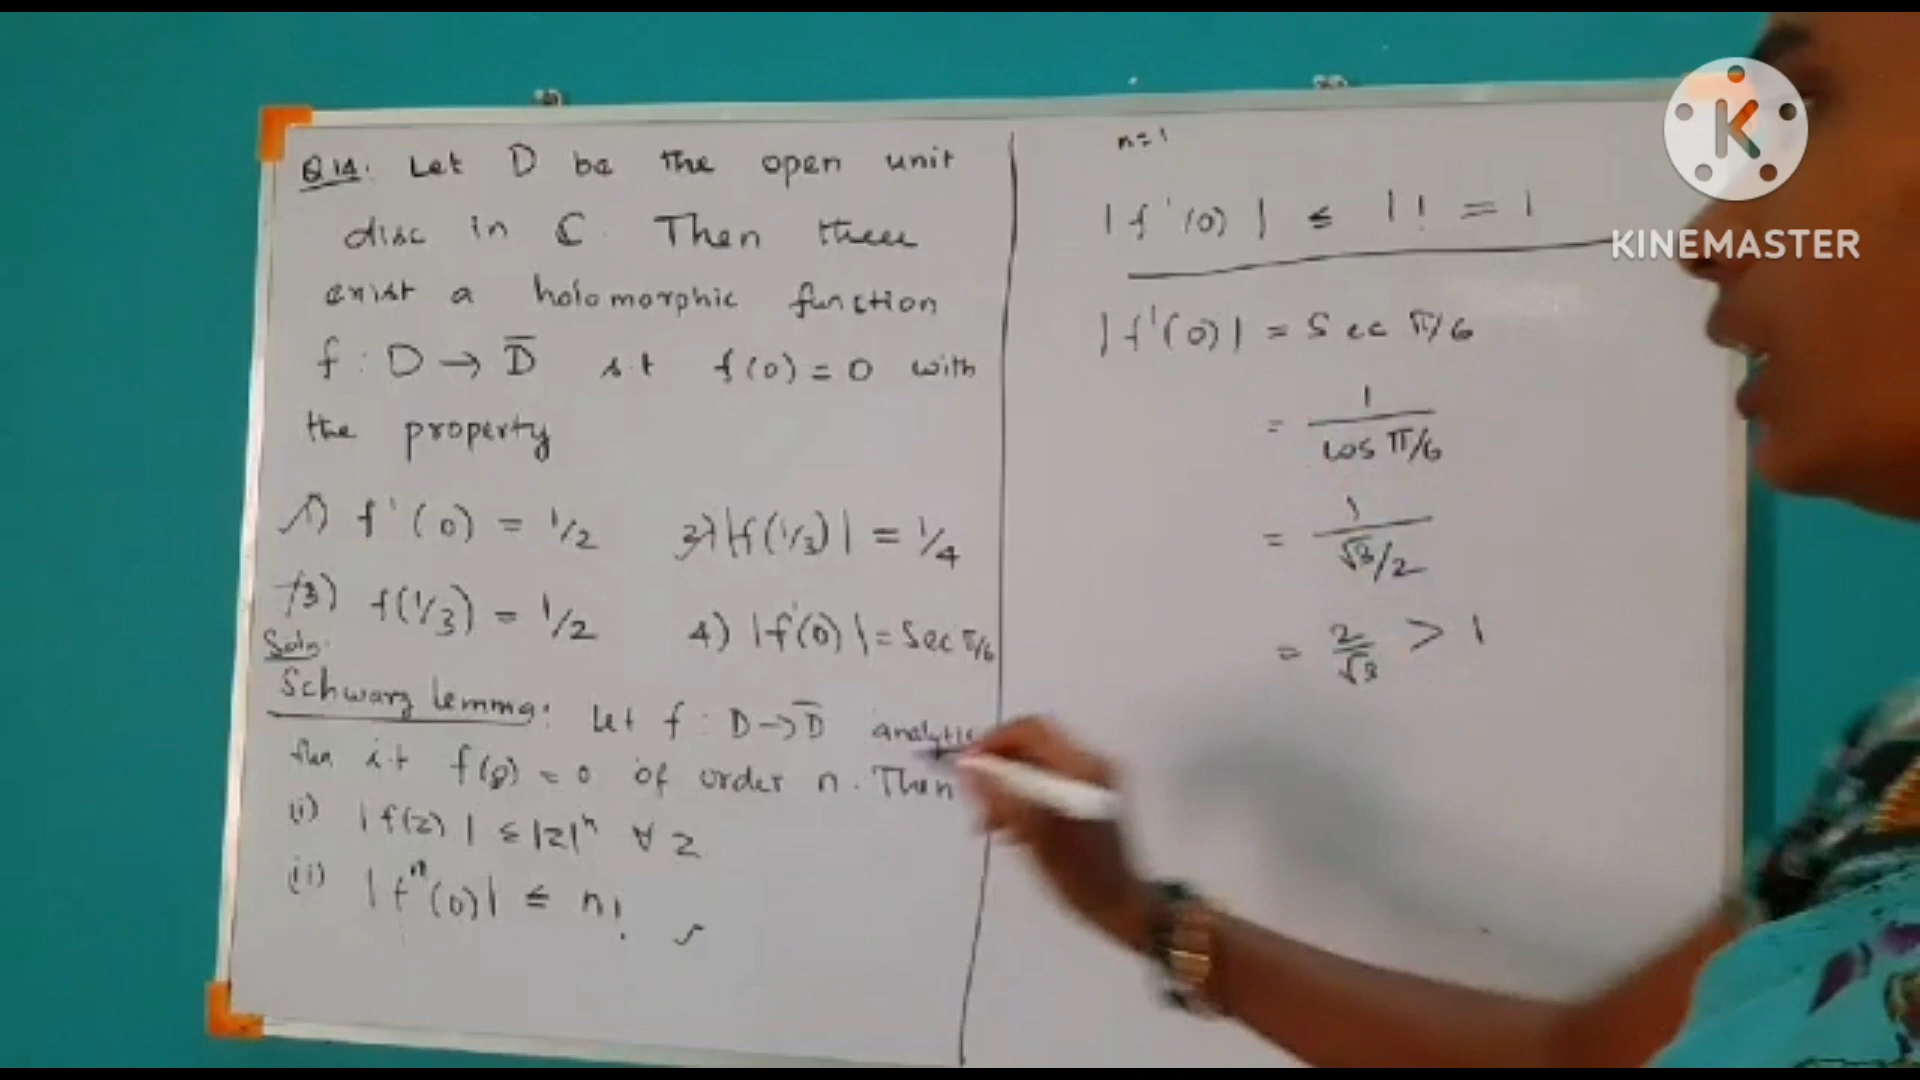 Q14. Let D be the open unit
disc in ℂ. Then there
exist a holomorphic function
f : D → D̅ s.t f(0) = 0 with
the property
1) f'(0) = 1/2 2) |f(1/3)| = 1/4
3) f(1/3) = 1/2 4) |f'(0)| = Sec π/6
Soln.
Schwarz lemma: Let f : D → D̅ analytic
fun s.t f(0) = 0 of order n. Then
(i) |f(z)| ≤ |z|ⁿ ∀ z
(ii) |fⁿ(0)| ≤ n!
n=1
|f'(0)| ≤ 1! = 1
|f'(0)| = Sec π/6
= 1/cos π/6
= 1/√3/2
= 2/√3 > 1
K
KINEMASTER